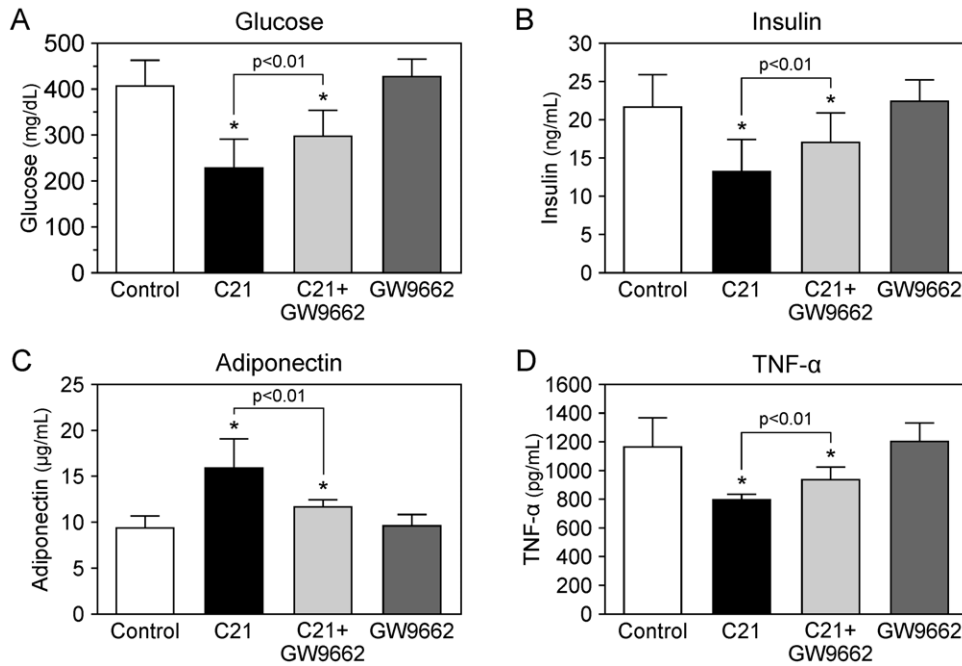 A
Glucose
500
400
300
200
100
0
Glucose (mg/dL)
p<0.01
*
*
Control
C21
C21+
GW9662
GW9662
B
Insulin
30
25
20
15
10
5
0
Insulin (ng/mL)
p<0.01
*
*
Control
C21
C21+
GW9662
GW9662
C
Adiponectin
25
20
15
10
5
0
Adiponectin (µg/mL)
p<0.01
*
*
Control
C21
C21+
GW9662
GW9662
D
TNF-α
1600
1400
1200
1000
800
600
400
200
0
TNF-α (pg/mL)
p<0.01
*
*
Control
C21
C21+
GW9662
GW9662